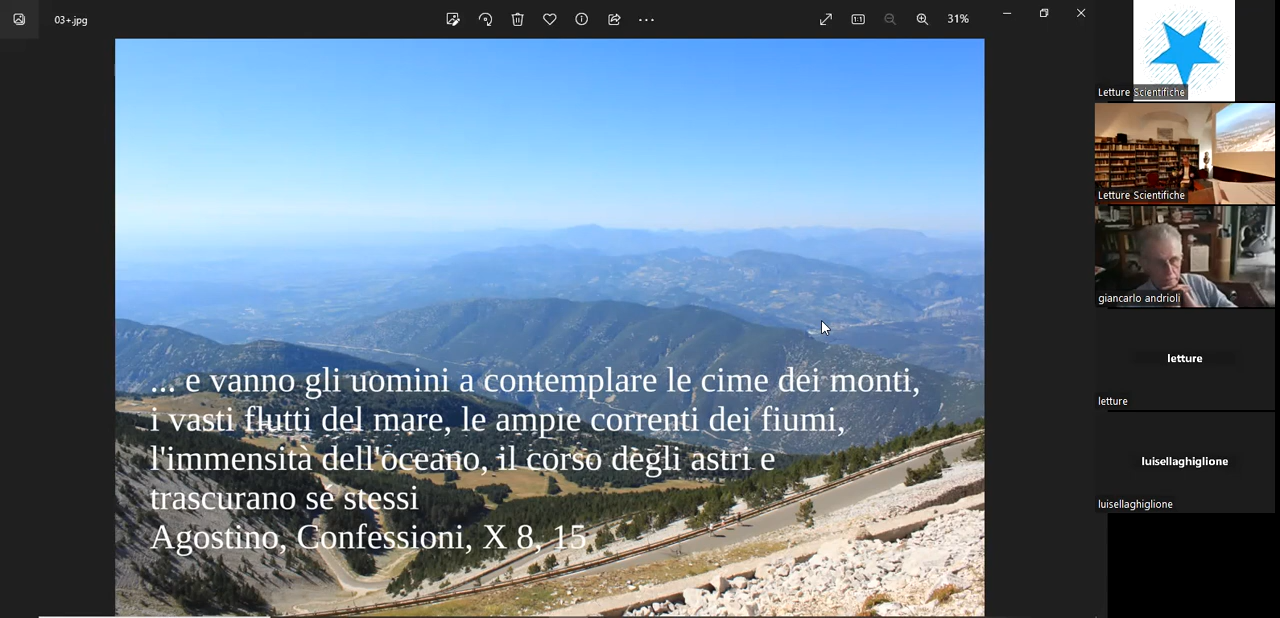 03+.jpg
31%
... e vanno gli uomini a contemplare le cime dei monti,
i vasti flutti del mare, le ampie correnti dei fiumi,
l'immensità dell'oceano, il corso degli astri e
trascurano sé stessi
Agostino, Confessioni, X 8, 15
Letture Scientifiche
Letture Scientifiche
giancarlo andrioli
letture
letture
luisellaghiglione
luisellaghiglione